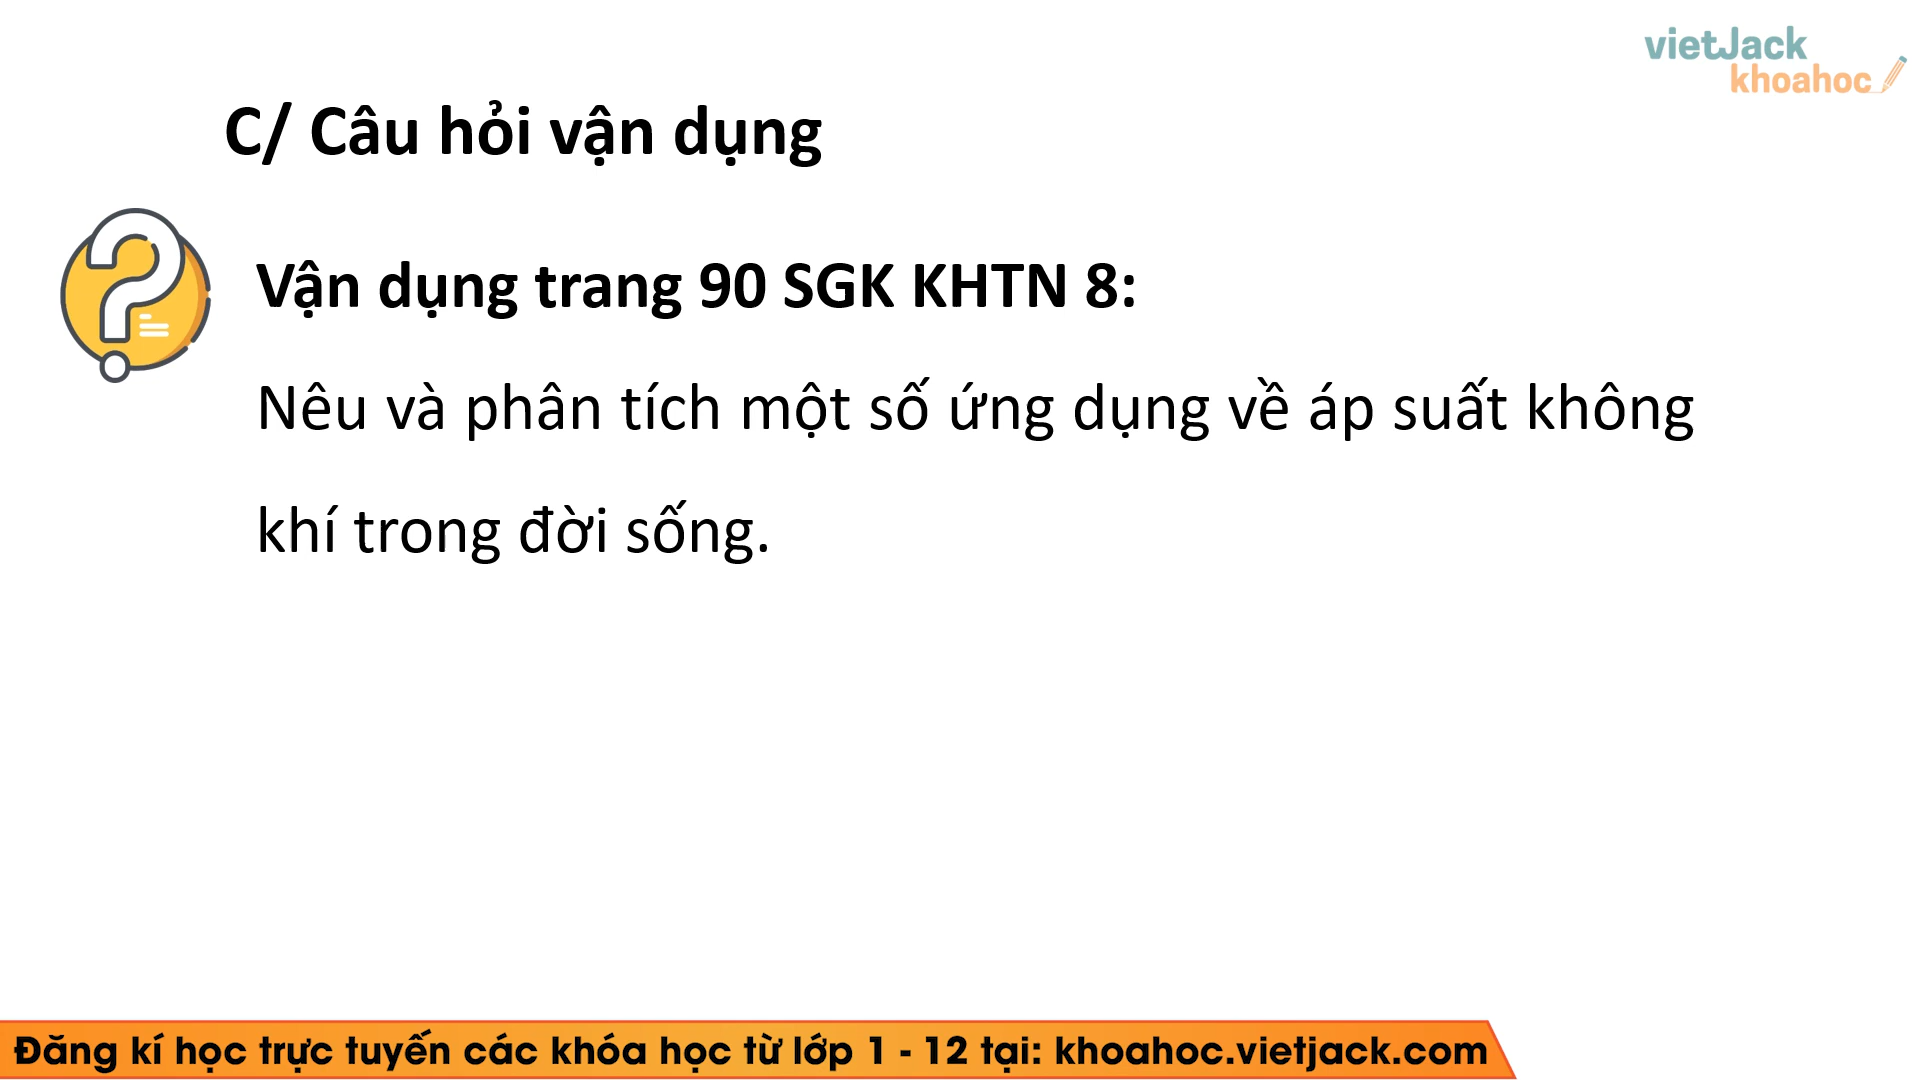 vietJack
khoahoc
C/ Câu hỏi vận dụng
Vận dụng trang 90 SGK KHTN 8:
Nêu và phân tích một số ứng dụng về áp suất không
khí trong đời sống.
Đăng kí học trực tuyến các khóa học từ lớp 1 - 12 tại: khoahoc.vietjack.com